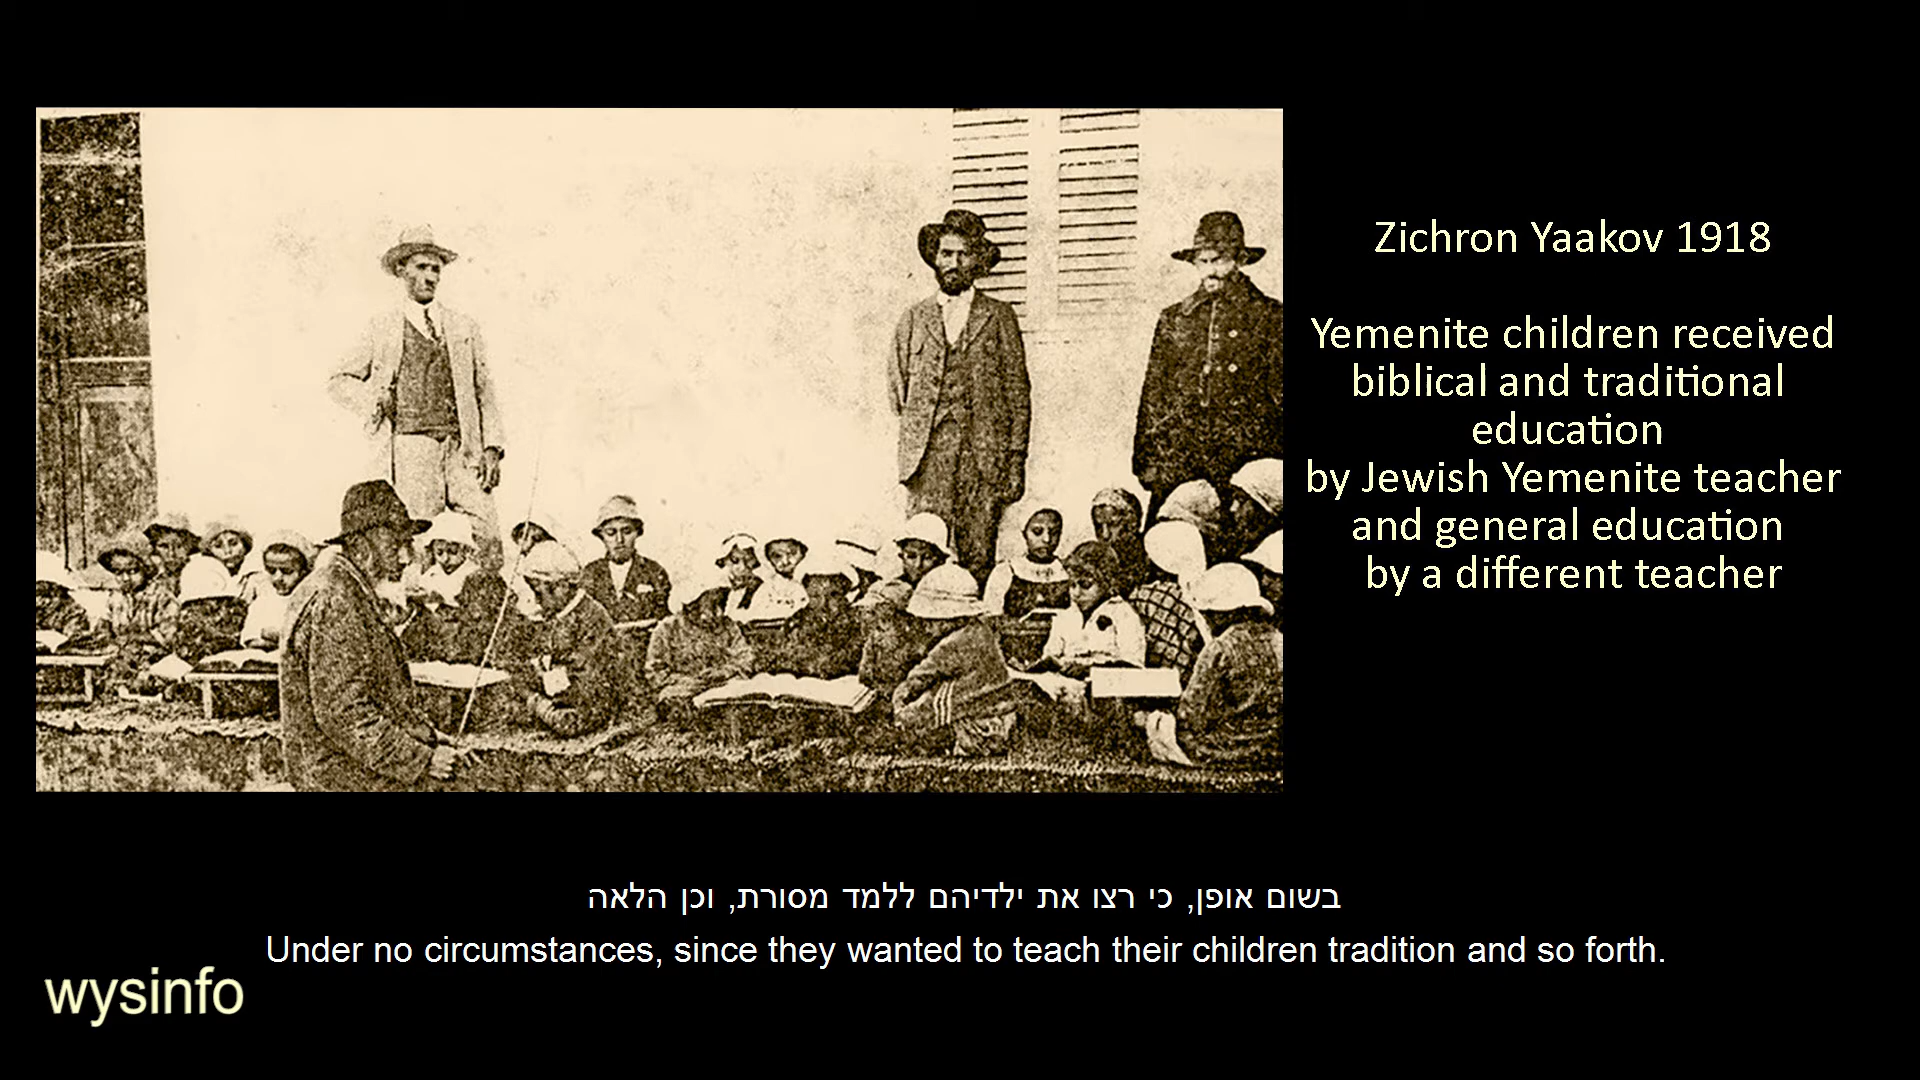 Zichron Yaakov 1918
Yemenite children received
biblical and traditional
education
by Jewish Yemenite teacher
and general education
by a different teacher
בשום אופן, כי רצו את ילדיהם ללמד מסורת, וכן הלאה
Under no circumstances, since they wanted to teach their children tradition and so forth.
wysinfo